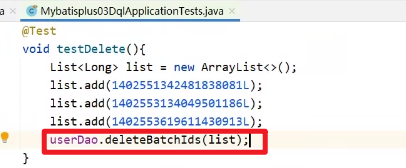 a
Mybatisplus03DqlApplicationTests.java
@Test
void testDelete(){
List<Long> list = new ArrayList<>();
list.add(1402551342481838081L);
list.add(1402553134049501186L);
list.add(1402553619611430913L);
userDao.deleteBatchIds(list);
}